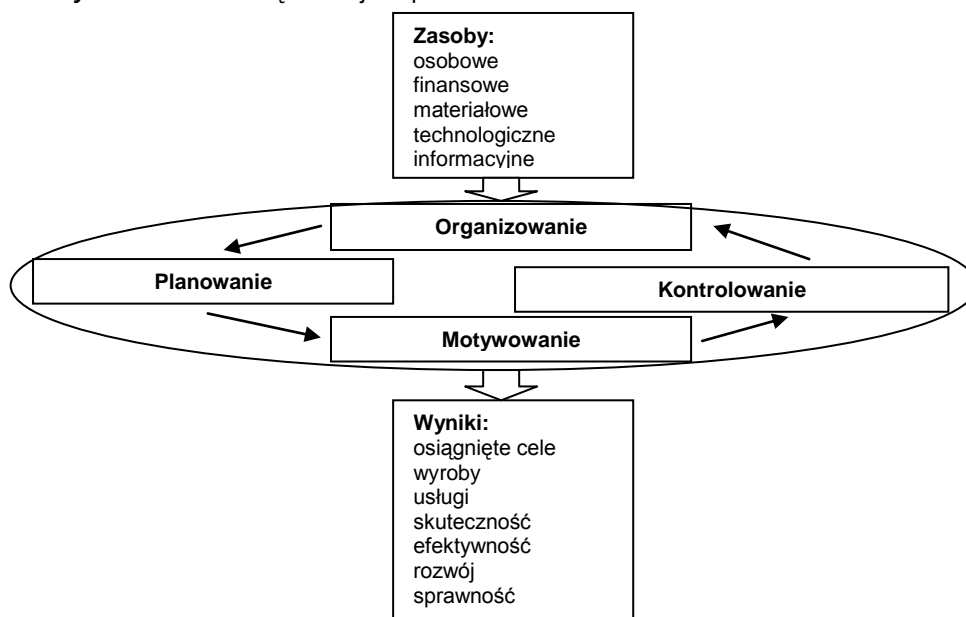 Zasoby:
osobowe
finansowe
materiałowe
technologiczne
informacyjne
Organizowanie
Planowanie
Kontrolowanie
Motywowanie
Wyniki:
osiągnięte cele
wyroby
usługi
skuteczność
efektywność
rozwój
sprawność